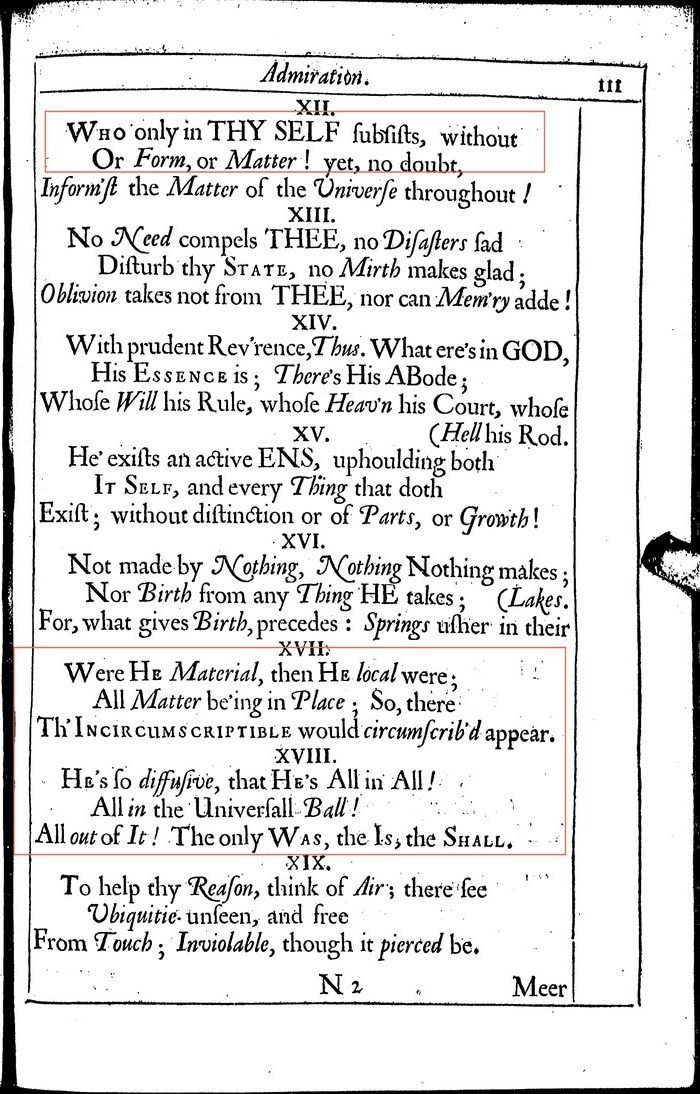 Admiration. 111
XII.
WHO only in THY SELF ſubſiſts, without
Or Form, or Matter ! yet, no doubt,
Inform'ſt the Matter of the Univerſe throughout !
XIII.
No Need compels THEE, no Diſaſters ſad
Diſturb thy STATE, no Mirth makes glad ;
Oblivion takes not from THEE, nor can Mem'ry adde !
XIV.
With prudent Rev'rence, Thus. What ere's in GOD,
His ESSENCE is ; There's His ABode ;
Whoſe Will his Rule, whoſe Heav'n his Court, whoſe
XV. (Hell his Rod.
He' exiſts an active ENS, uphoulding both
IT SELF, and every Thing that doth
Exiſt ; without diſtinction or of Parts, or Growth !
XVI.
Not made by Nothing, Nothing Nothing makes ;
Nor Birth from any Thing HE takes ; (Lakes.
For, what gives Birth, precedes : Springs uſher in their
XVII.
Were HE Material, then HE local were ;
All Matter be'ing in Place ; So, there
Th' INCIRCUMSCRIPTIBLE would circumſcrib'd appear.
XVIII.
HE's ſo diffuſive, that HE's All in All !
All in the Univerſall Ball !
All out of It ! The only WAS, the IS, the SHALL.
XIX.
To help thy Reaſon, think of Air ; there ſee
Ubiquitie unſeen, and free
From Touch ; Inviolable, though it pierced be.
N 2 Meer